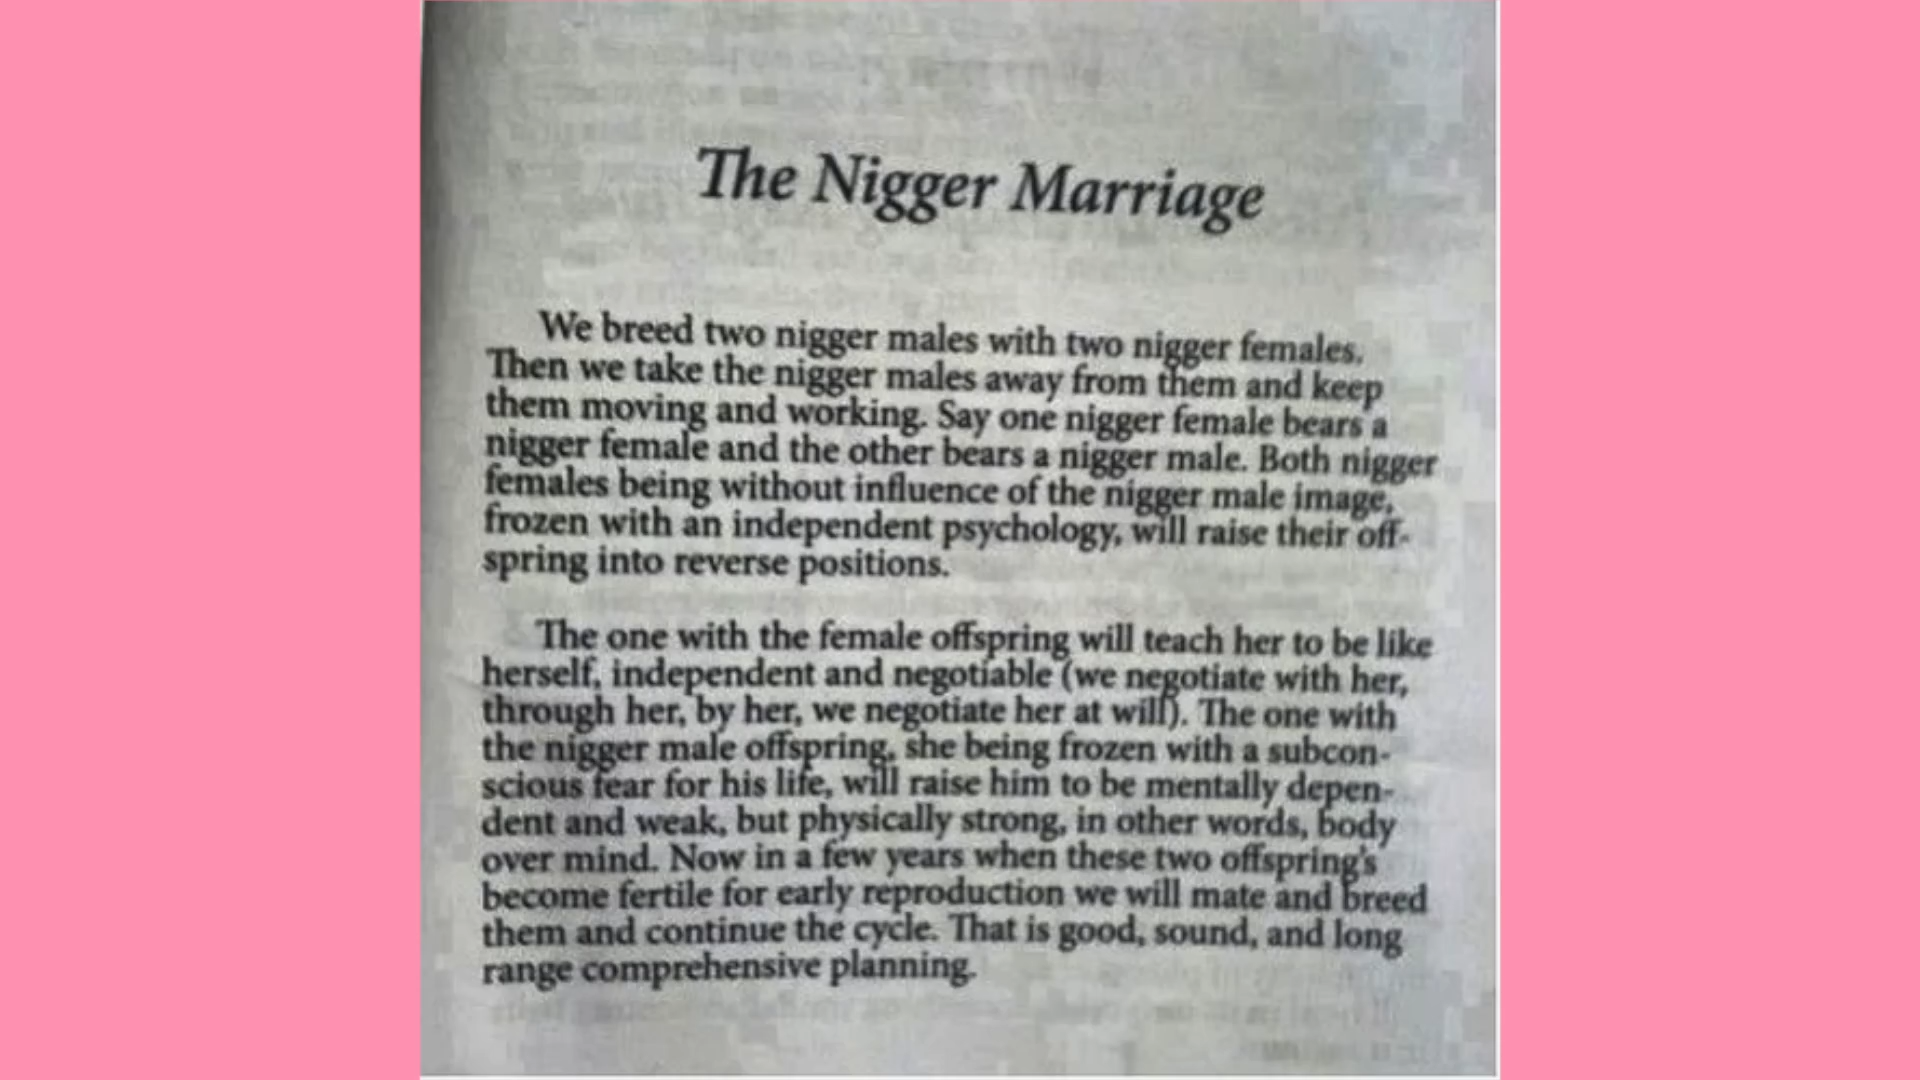 The Nigger Marriage
We breed two nigger males with two nigger females.
Then we take the nigger males away from them and keep
them moving and working. Say one nigger female bears a
nigger female and the other bears a nigger male. Both nigger
females being without influence of the nigger male image,
frozen with an independent psychology, will raise their off-
spring into reverse positions.
The one with the female offspring will teach her to be like
herself, independent and negotiable (we negotiate with her,
through her, by her, we negotiate her at will). The one with
the nigger male offspring, she being frozen with a subcon-
scious fear for his life, will raise him to be mentally depen-
dent and weak, but physically strong, in other words, body
over mind. Now in a few years when these two offspring's
become fertile for early reproduction we will mate and breed
them and continue the cycle. That is good, sound, and long
range comprehensive planning.